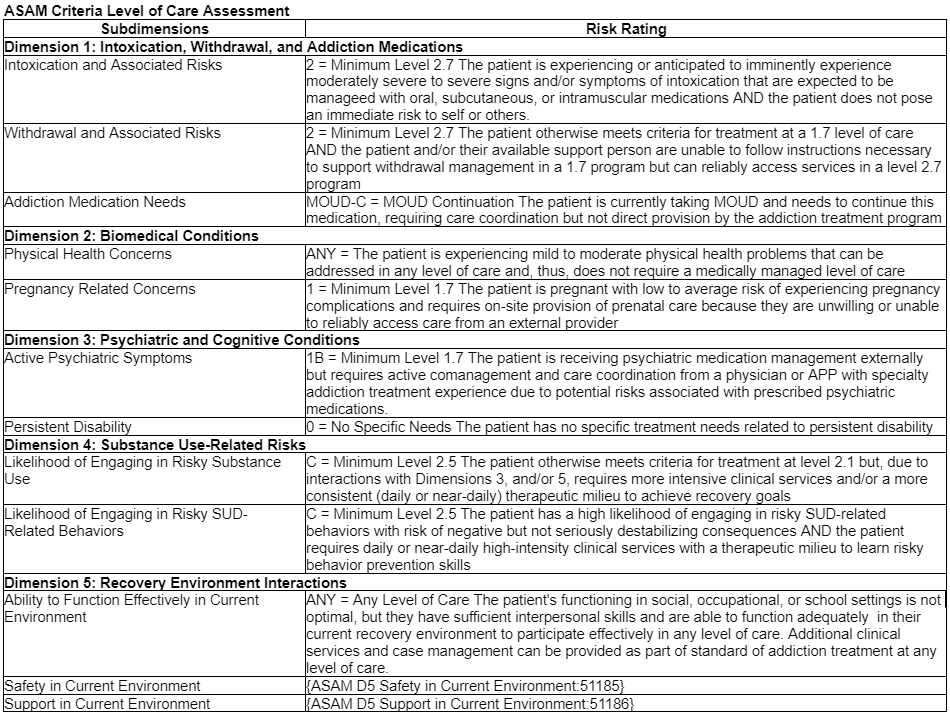 ASAM Criteria Level of Care Assessment
Subdimensions Risk Rating
Dimension 1: Intoxication, Withdrawal, and Addiction Medications
Intoxication and Associated Risks 2 = Minimum Level 2.7 The patient is experiencing or anticipated to imminently experience
moderately severe to severe signs and/or symptoms of intoxication that are expected to be
manageed with oral, subcutaneous, or intramuscular medications AND the patient does not pose
an immediate risk to self or others.
Withdrawal and Associated Risks 2 = Minimum Level 2.7 The patient otherwise meets criteria for treatment at a 1.7 level of care
AND the patient and/or their available support person are unable to follow instructions necessary
to support withdrawal management in a 1.7 program but can reliably access services in a level 2.7
program
Addiction Medication Needs MOUD-C = MOUD Continuation The patient is currently taking MOUD and needs to continue this
medication, requiring care coordination but not direct provision by the addiction treatment program
Dimension 2: Biomedical Conditions
Physical Health Concerns ANY = The patient is experiencing mild to moderate physical health problems that can be
addressed in any level of care and, thus, does not require a medically managed level of care
Pregnancy Related Concerns 1 = Minimum Level 1.7 The patient is pregnant with low to average risk of experiencing pregnancy
complications and requires on-site provision of prenatal care because they are unwilling or unable
to reliably access care from an external provider
Dimension 3: Psychiatric and Cognitive Conditions
Active Psychiatric Symptoms 1B = Minimum Level 1.7 The patient is receiving psychiatric medication management externally
but requires active comanagement and care coordination from a physician or APP with specialty
addiction treatment experience due to potential risks associated with prescribed psychiatric
medications.
Persistent Disability 0 = No Specific Needs The patient has no specific treatment needs related to persistent disability
Dimension 4: Substance Use-Related Risks
Likelihood of Engaging in Risky Substance C = Minimum Level 2.5 The patient otherwise meets criteria for treatment at level 2.1 but, due to
Use interactions with Dimensions 3, and/or 5, requires more intensive clinical services and/or a more
consistent (daily or near-daily) therapeutic milieu to achieve recovery goals
Likelihood of Engaging in Risky SUD- C = Minimum Level 2.5 The patient has a high likelihood of engaging in risky SUD-related
Related Behaviors behaviors with risk of negative but not seriously destabilizing consequences AND the patient
requires daily or near-daily high-intensity clinical services with a therapeutic milieu to learn risky
behavior prevention skills
Dimension 5: Recovery Environment Interactions
Ability to Function Effectively in Current ANY = Any Level of Care The patient's functioning in social, occupational, or school settings is not
Environment optimal, but they have sufficient interpersonal skills and are able to function adequately in their
current recovery environment to participate effectively in any level of care. Additional clinical
services and case management can be provided as part of standard of addiction treatment at any
level of care.
Safety in Current Environment {ASAM D5 Safety in Current Environment:51185}
Support in Current Environment {ASAM D5 Support in Current Environment:51186}